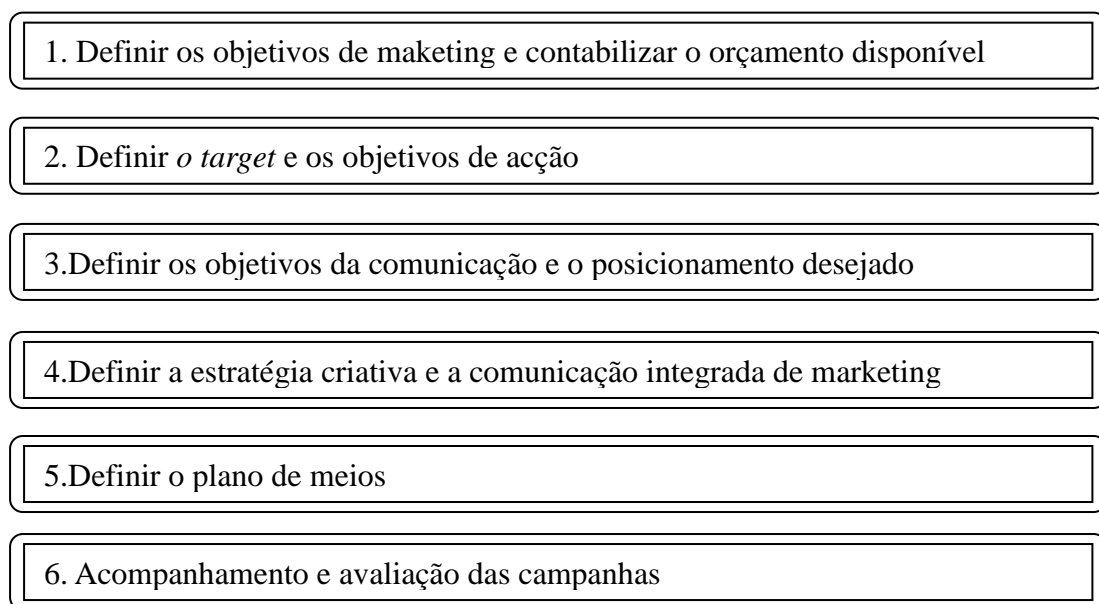 1. Definir os objetivos de maketing e contabilizar o orçamento disponível
2. Definir o target e os objetivos de acção
3.Definir os objetivos da comunicação e o posicionamento desejado
4.Definir a estratégia criativa e a comunicação integrada de marketing
5.Definir o plano de meios
6. Acompanhamento e avaliação das campanhas